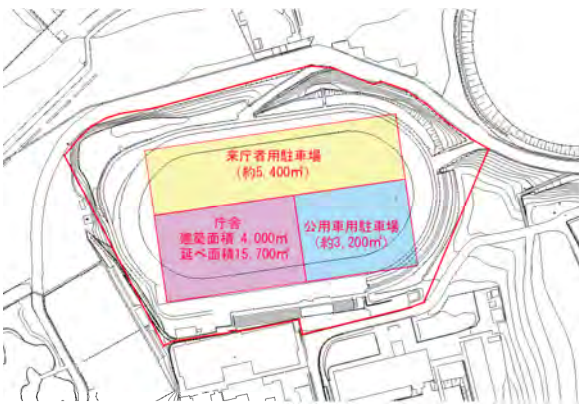 来庁者用駐車場
(約5,400㎡)
庁舎
建築面積 4,000㎡
延べ面積15,700㎡
公用車用駐車場
(約3,200㎡)